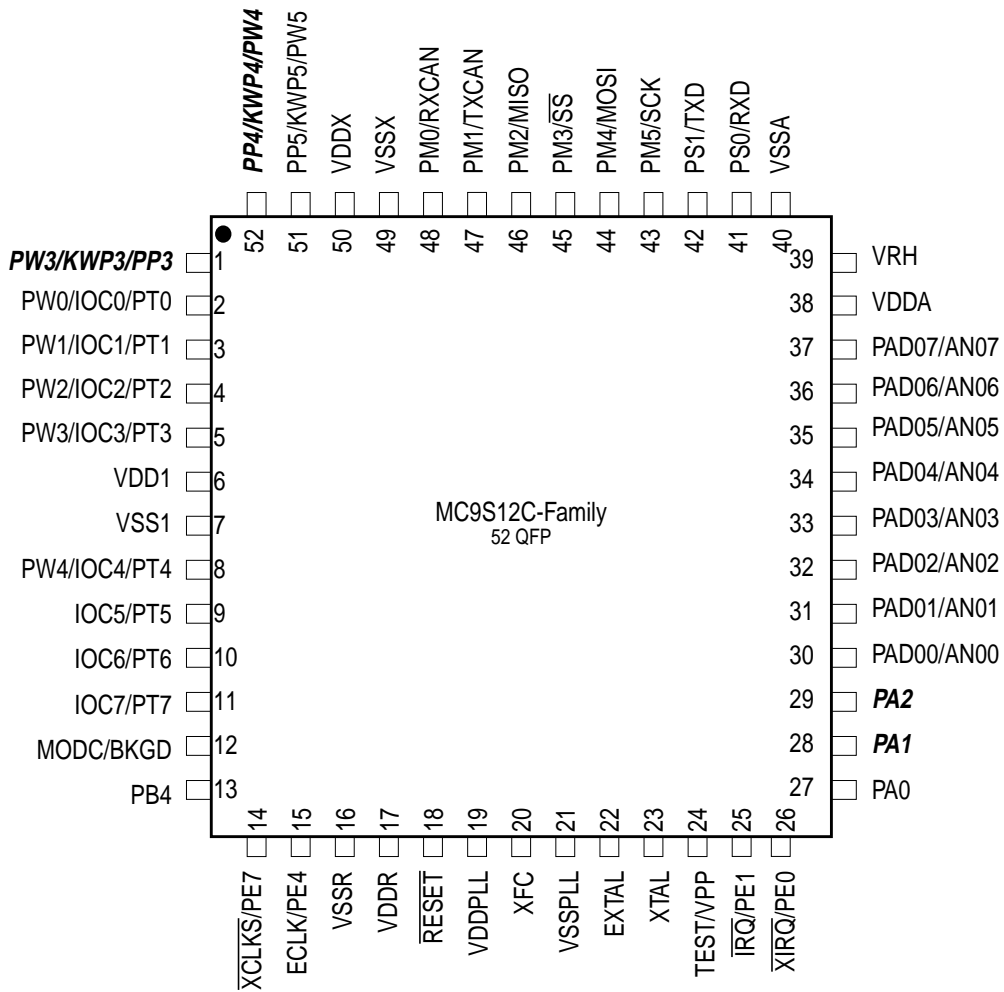 PP4/KWP4/PW4
PP5/KWP5/PW5
VDDX
VSSX
PM0/RXCAN
PM1/TXCAN
PM2/MISO
PM3/S̅S̅
PM4/MOSI
PM5/SCK
PS1/TXD
PS0/RXD
VSSA
52
51
50
49
48
47
46
45
44
43
42
41
40
PW3/KWP3/PP3 1
PW0/IOC0/PT0 2
PW1/IOC1/PT1 3
PW2/IOC2/PT2 4
PW3/IOC3/PT3 5
VDD1 6
VSS1 7
PW4/IOC4/PT4 8
IOC5/PT5 9
IOC6/PT6 10
IOC7/PT7 11
MODC/BKGD 12
PB4 13
MC9S12C-Family
52 QFP
39 VRH
38 VDDA
37 PAD07/AN07
36 PAD06/AN06
35 PAD05/AN05
34 PAD04/AN04
33 PAD03/AN03
32 PAD02/AN02
31 PAD01/AN01
30 PAD00/AN00
29 PA2
28 PA1
27 PA0
14
15
16
17
18
19
20
21
22
23
24
25
26
X̅C̅L̅K̅S̅/PE7
ECLK/PE4
VSSR
VDDR
R̅E̅S̅E̅T̅
VDDPLL
XFC
VSSPLL
EXTAL
XTAL
TEST/VPP
I̅R̅Q̅/PE1
X̅I̅R̅Q̅/PE0